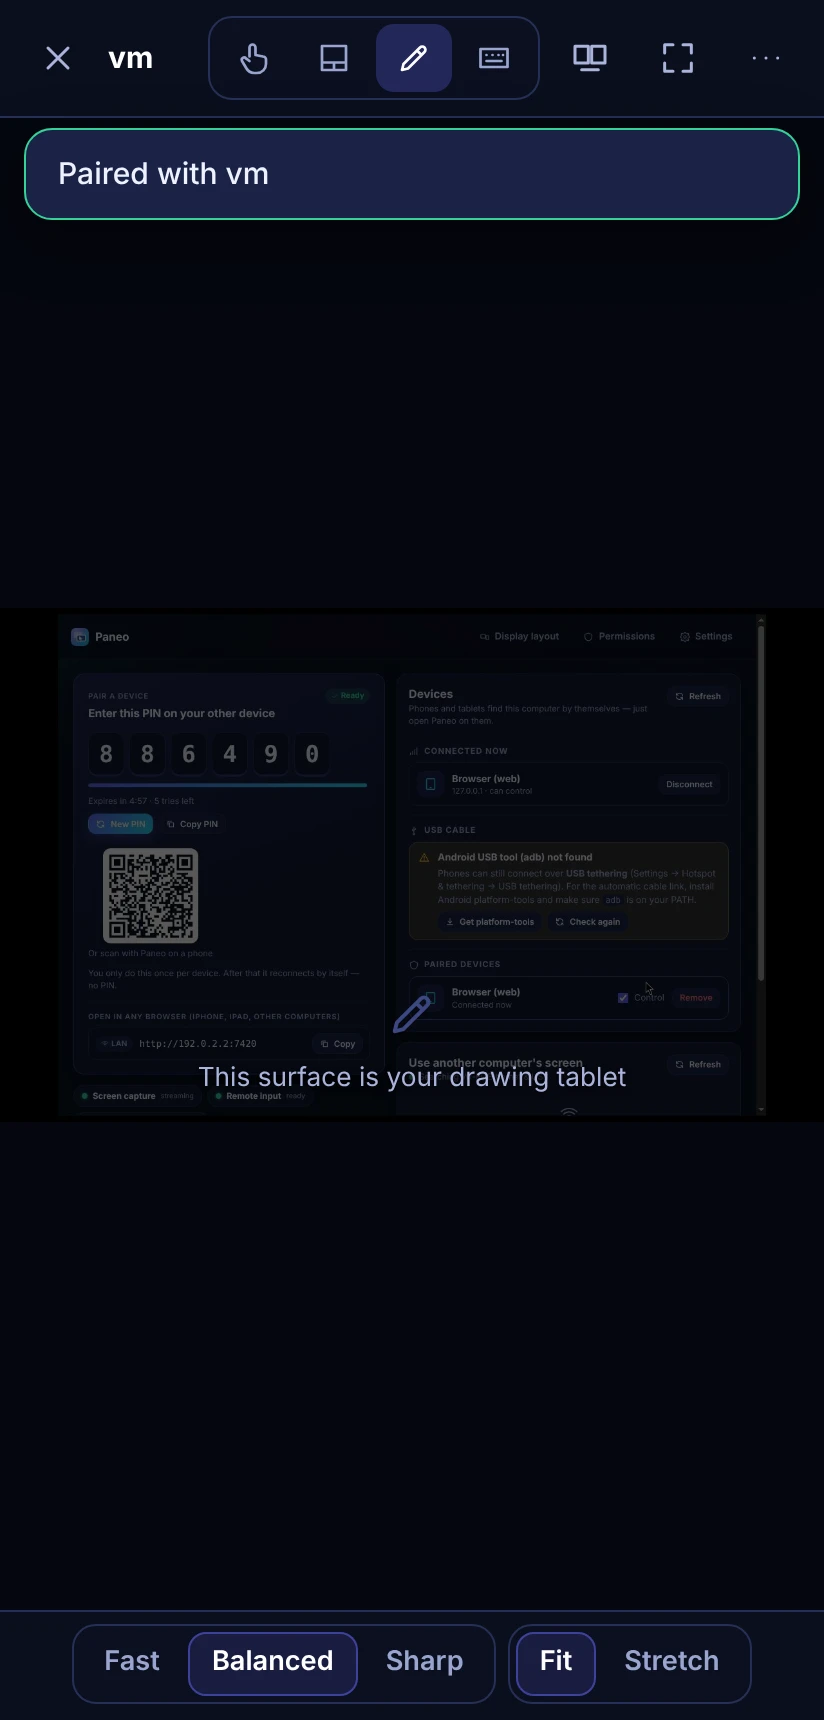 vm
Paired with vm
Paneo
Display layout
Permissions
Settings
PAIR A DEVICE
Ready
Enter this PIN on your other device
8 8 6 4 9 0
Expires in 4:57 · 5 tries left
New PIN
Copy PIN
Or scan with Paneo on a phone
You only do this once per device. After that it reconnects by itself —
no PIN.
OPEN IN ANY BROWSER (IPHONE, IPAD, OTHER COMPUTERS)
LAN
http://192.0.2.2:7420
Copy
Screen capture streaming
Remote input ready
Devices
Refresh
Phones and tablets find this computer by themselves — just
open Paneo on them.
CONNECTED NOW
Browser (web)
127.0.0.1 · can control
Disconnect
USB CABLE
Android USB tool (adb) not found
Phones can still connect over USB tethering (Settings → Hotspot
& tethering → USB tethering). For the automatic cable link, install
Android platform-tools and make sure adb is on your PATH.
Get platform-tools
Check again
PAIRED DEVICES
Browser (web)
Connected now
Control
Remove
Use another computer's screen
Refresh
This surface is your drawing tablet
Fast
Balanced
Sharp
Fit
Stretch